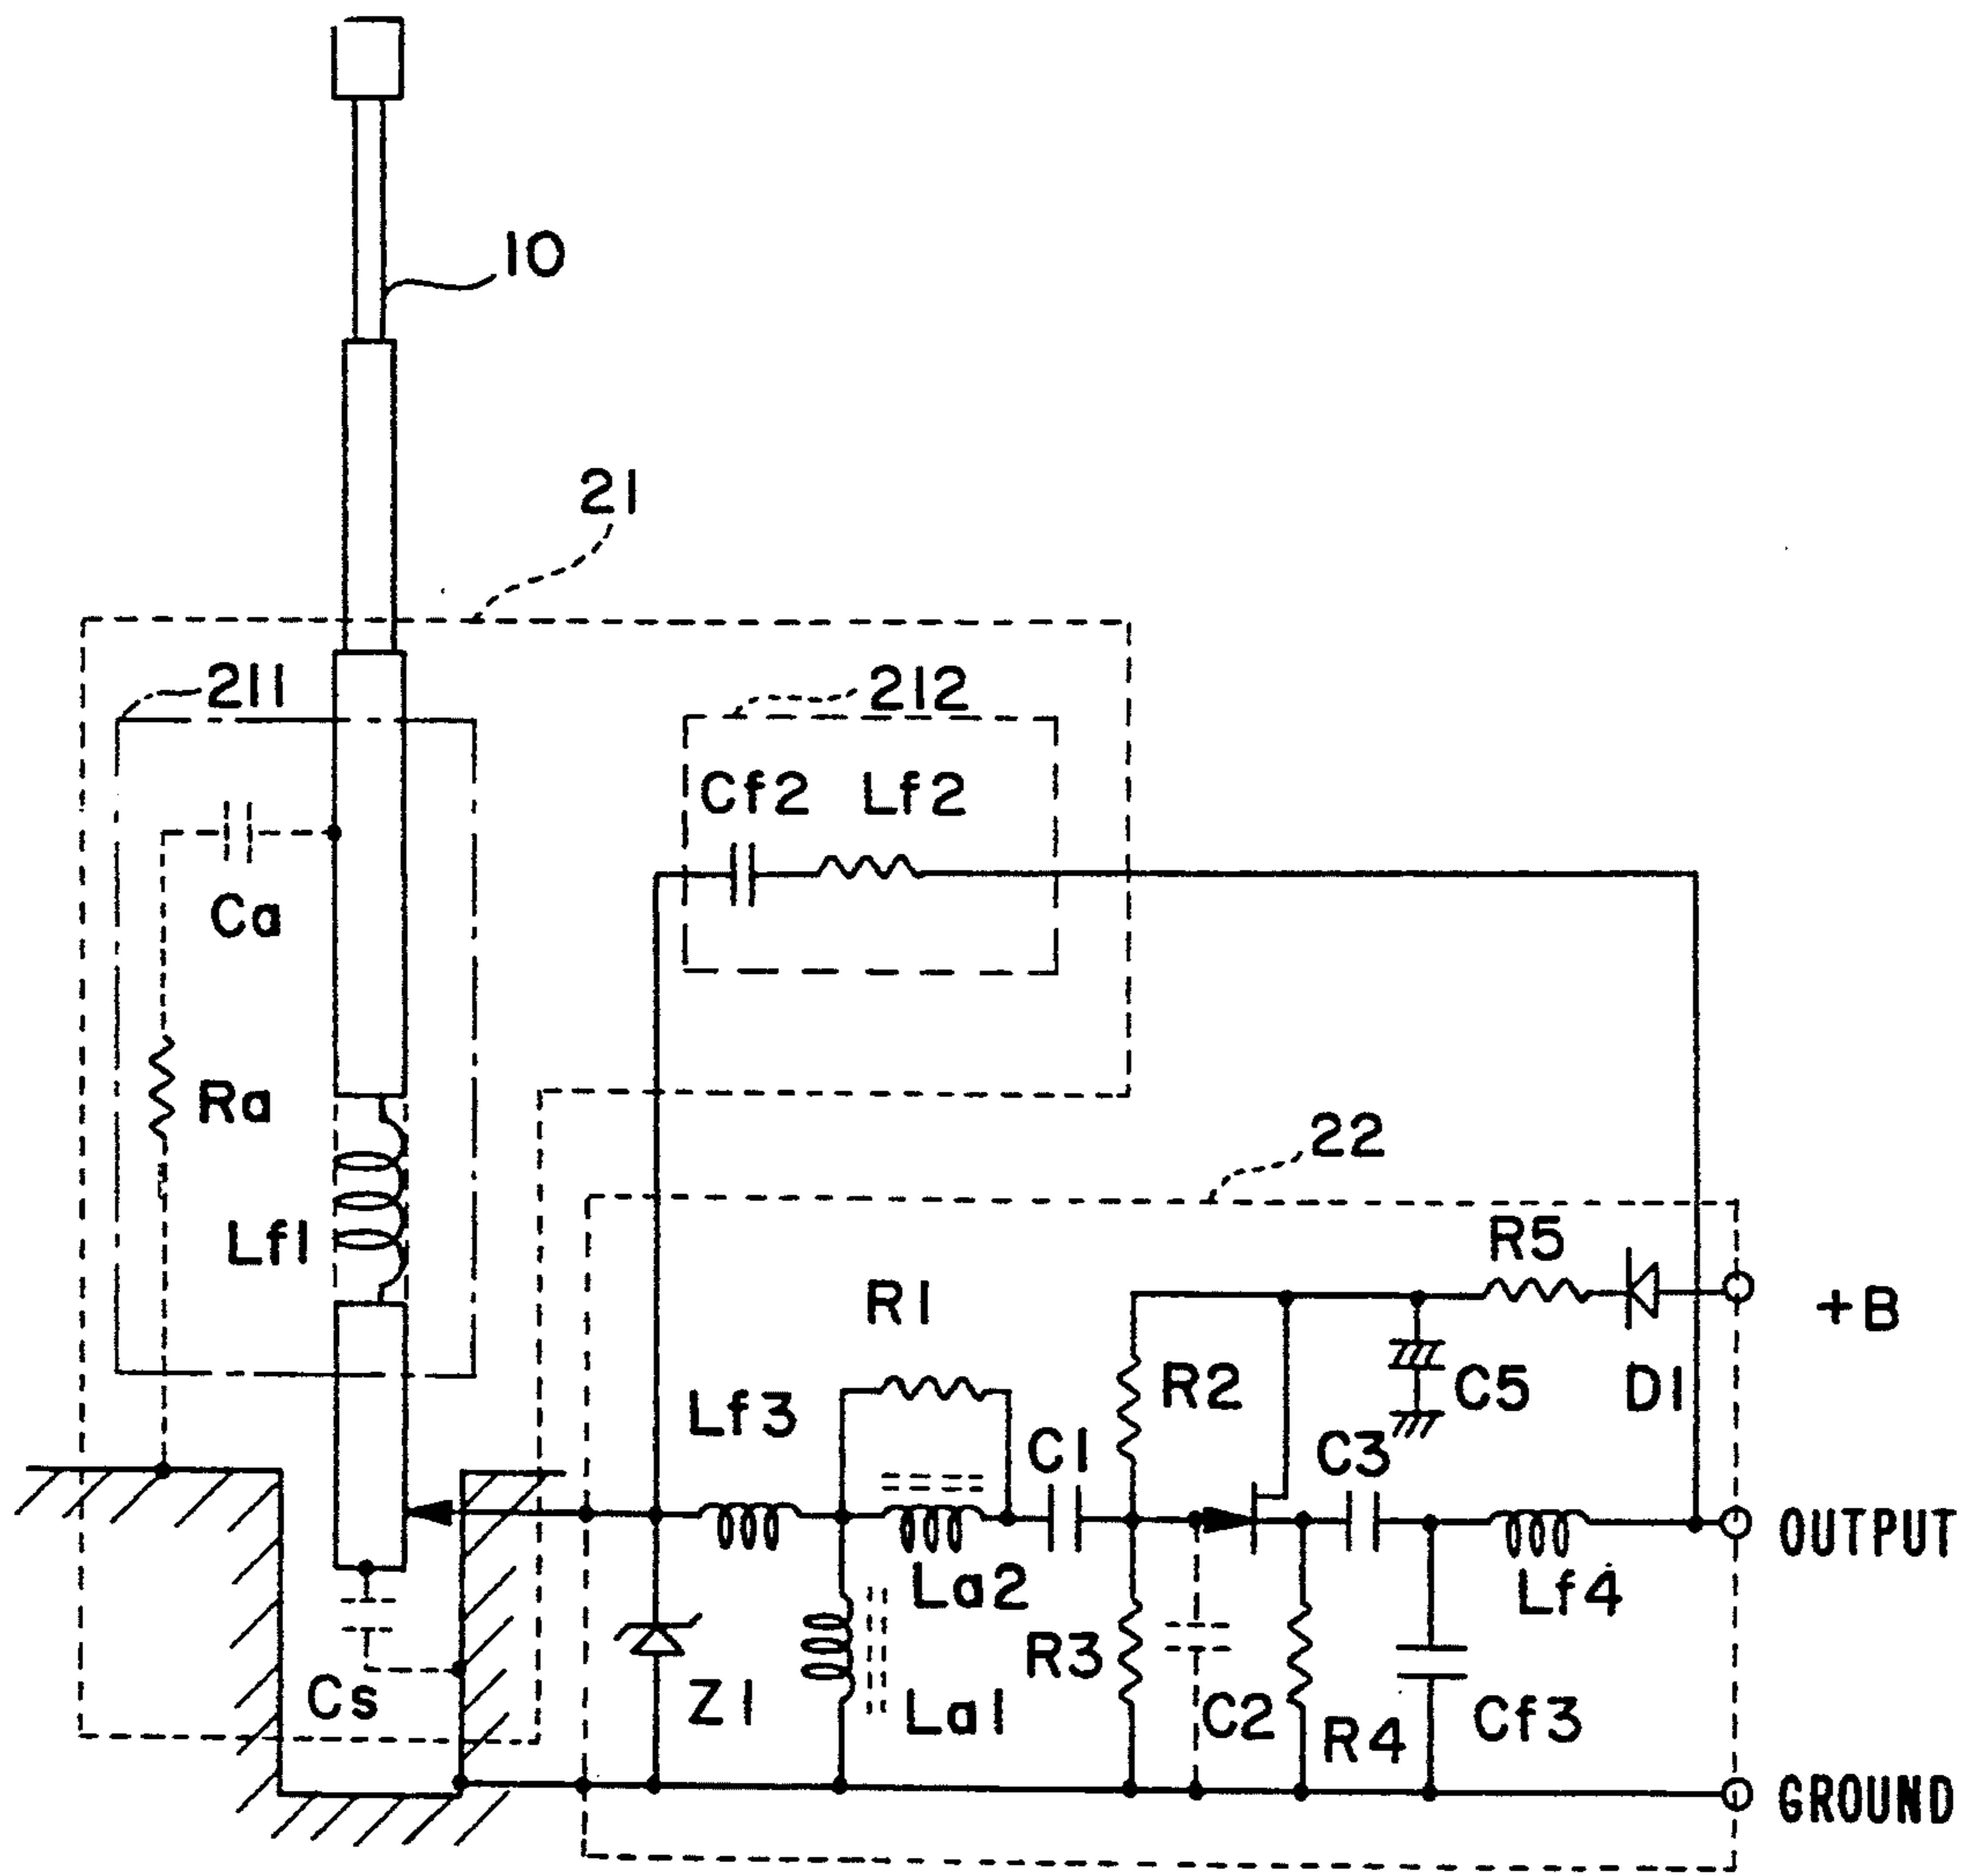 10
21
211
212
Cf2 Lf2
Ca
Ra
22
Lf1
R5
+B
R1
R2
C5
D1
Lf3
C1
C3
OUTPUT
La2
Lf4
R3
Cs
Z1
La1
C2
R4
Cf3
GROUND